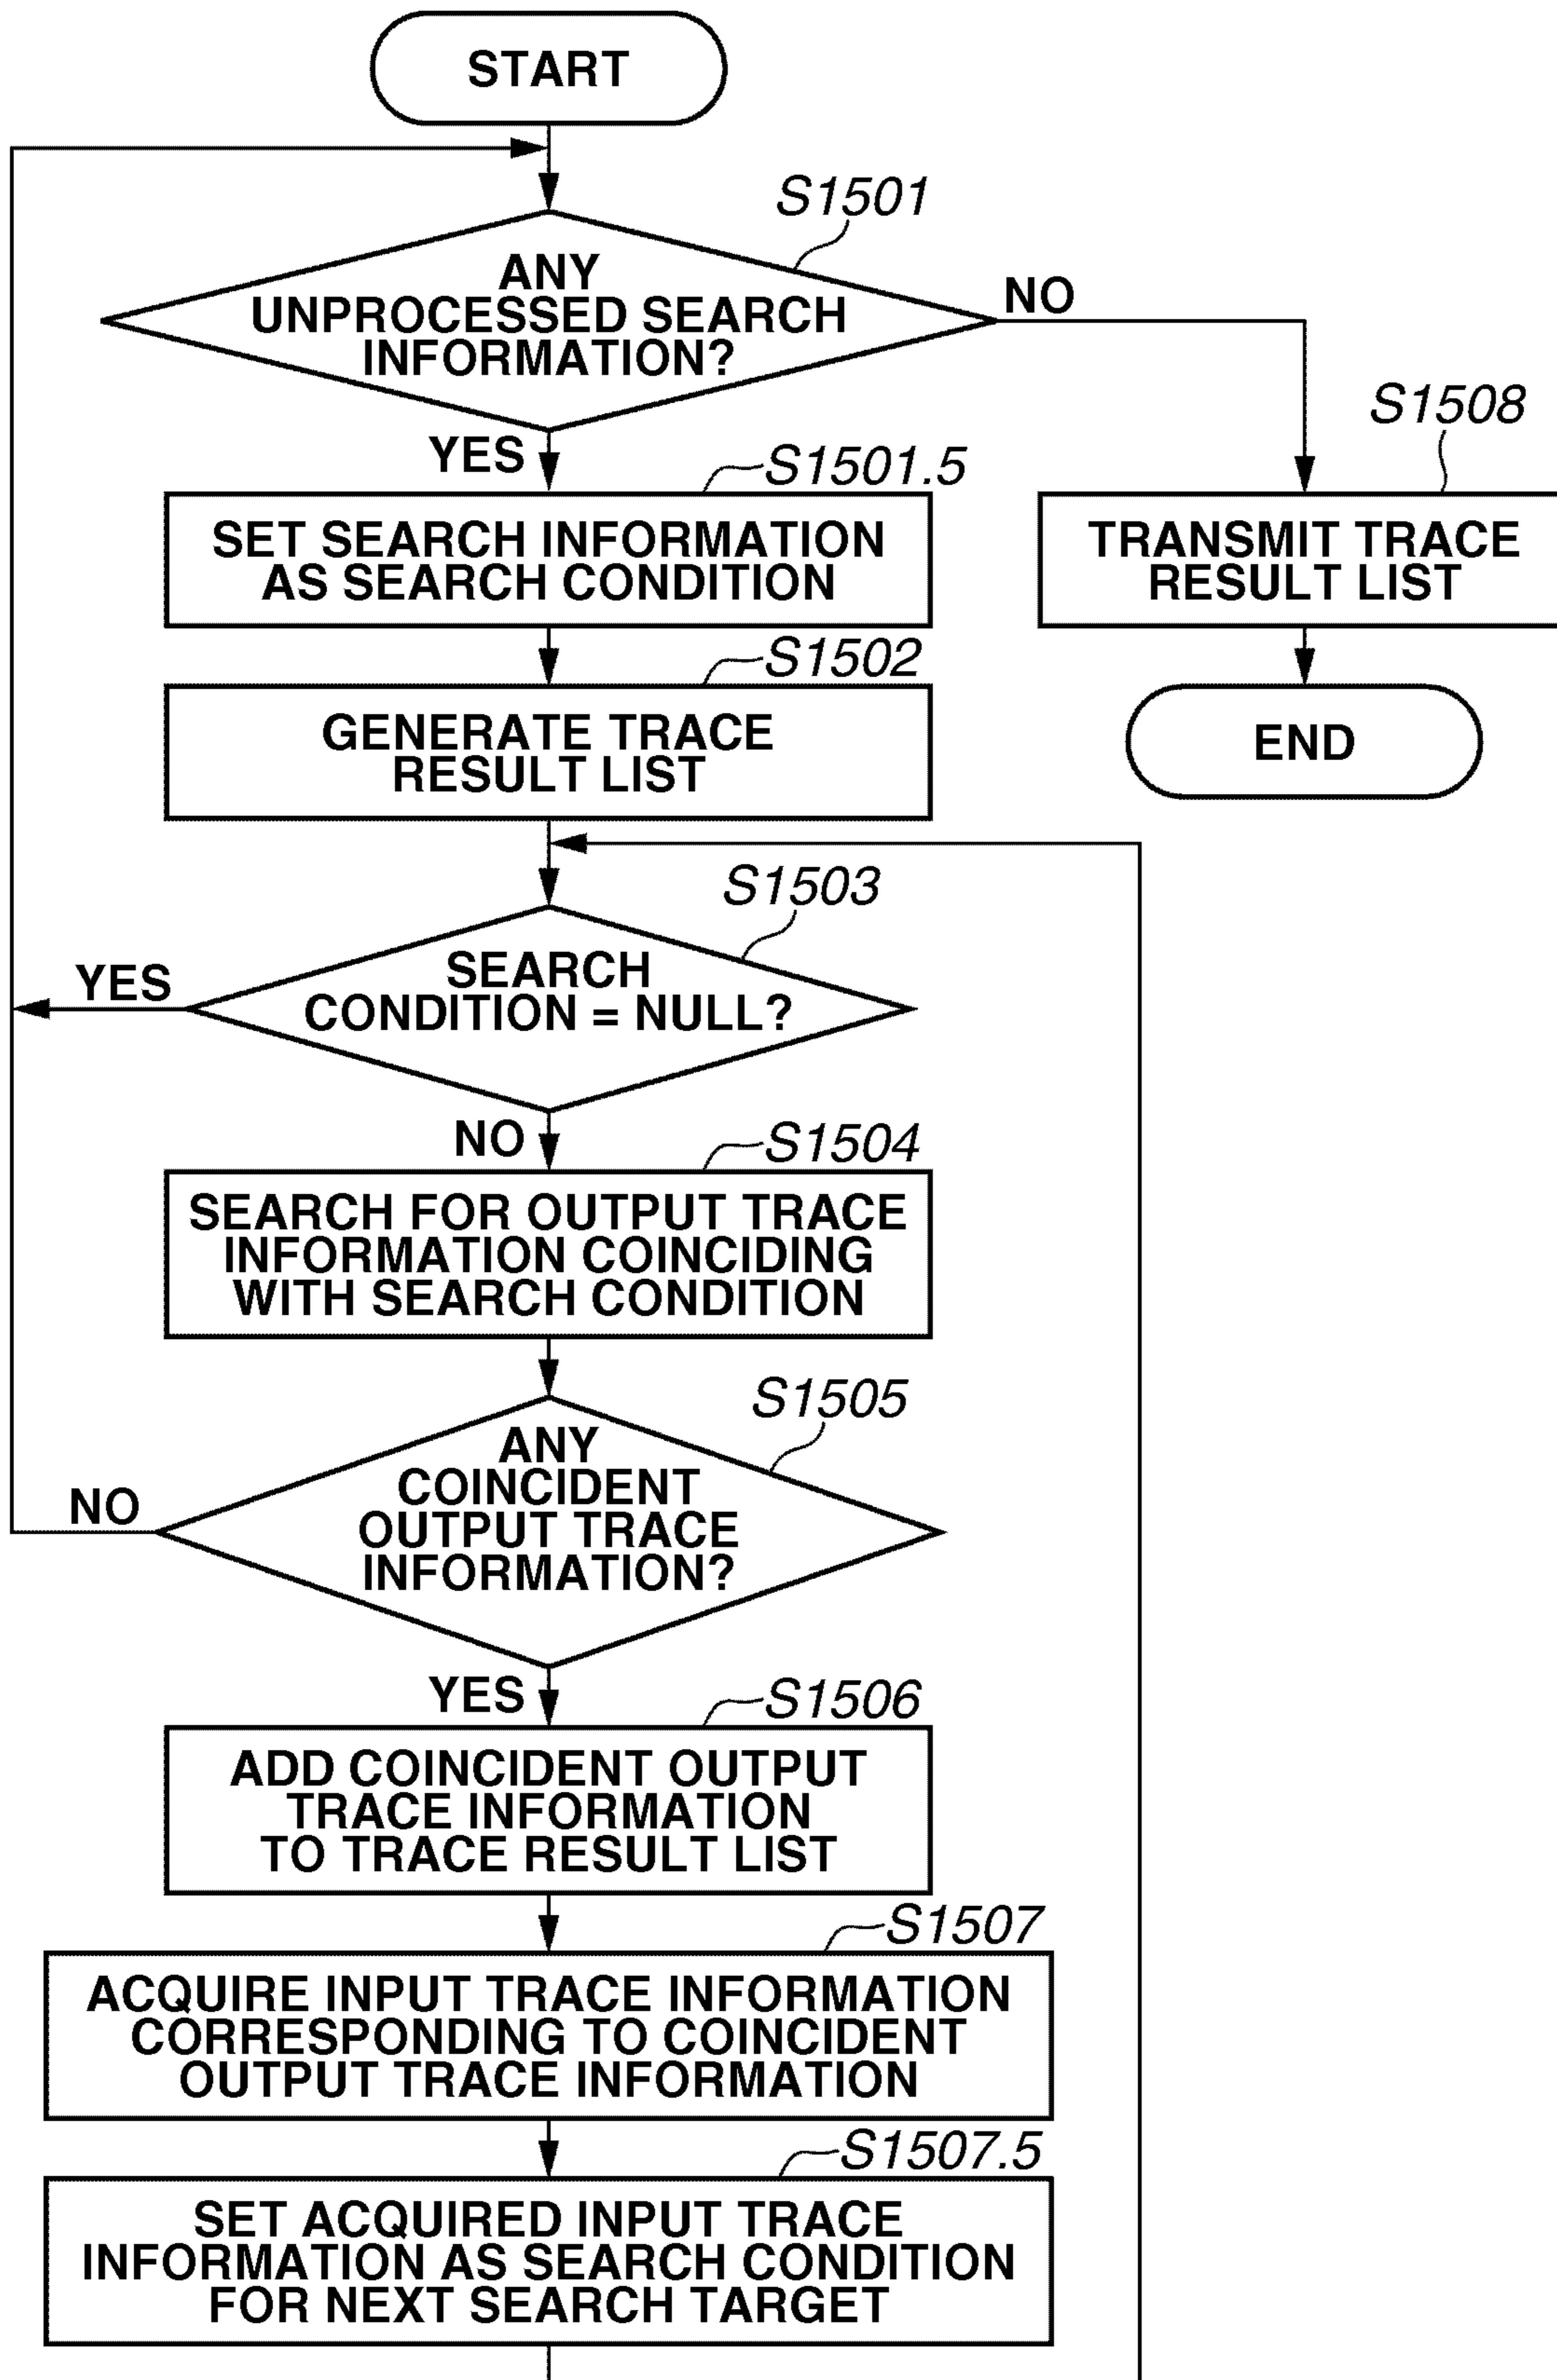 START
S1501
ANY
UNPROCESSED SEARCH
INFORMATION?
NO
YES
S1508
S1501.5
SET SEARCH INFORMATION
AS SEARCH CONDITION
TRANSMIT TRACE
RESULT LIST
S1502
GENERATE TRACE
RESULT LIST
END
S1503
SEARCH
CONDITION = NULL?
YES
NO
S1504
SEARCH FOR OUTPUT TRACE
INFORMATION COINCIDING
WITH SEARCH CONDITION
S1505
ANY
COINCIDENT
OUTPUT TRACE
INFORMATION?
NO
YES
S1506
ADD COINCIDENT OUTPUT
TRACE INFORMATION
TO TRACE RESULT LIST
S1507
ACQUIRE INPUT TRACE INFORMATION
CORRESPONDING TO COINCIDENT
OUTPUT TRACE INFORMATION
S1507.5
SET ACQUIRED INPUT TRACE
INFORMATION AS SEARCH CONDITION
FOR NEXT SEARCH TARGET